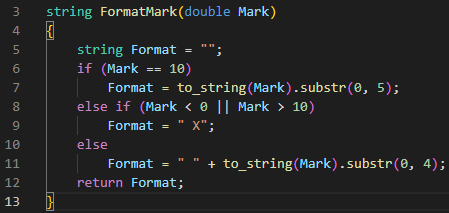 3 string FormatMark(double Mark)
4 {
5     string Format = "";
6     if (Mark == 10)
7         Format = to_string(Mark).substr(0, 5);
8     else if (Mark < 0 || Mark > 10)
9         Format = " X";
10     else
11         Format = " " + to_string(Mark).substr(0, 4);
12     return Format;
13 }